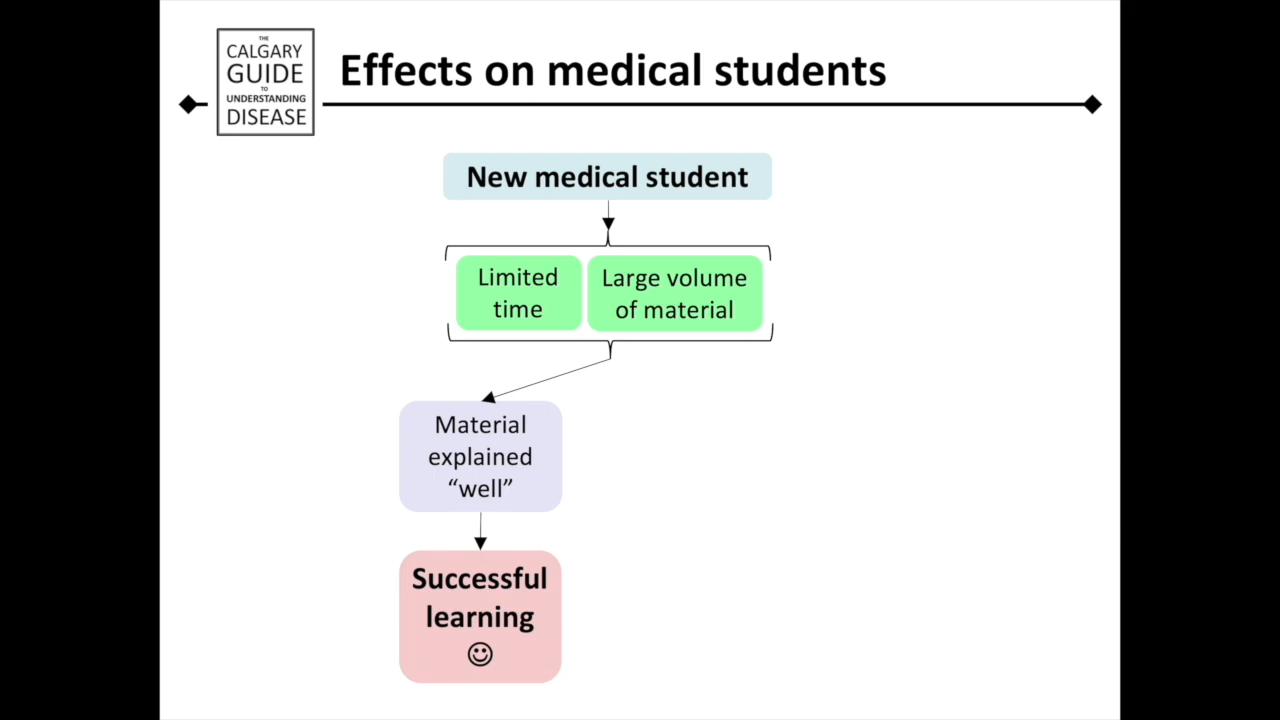 THE
CALGARY
GUIDE
TO
UNDERSTANDING
DISEASE
Effects on medical students
New medical student
Limited
time
Large volume
of material
Material
explained
“well”
Successful
learning
☺